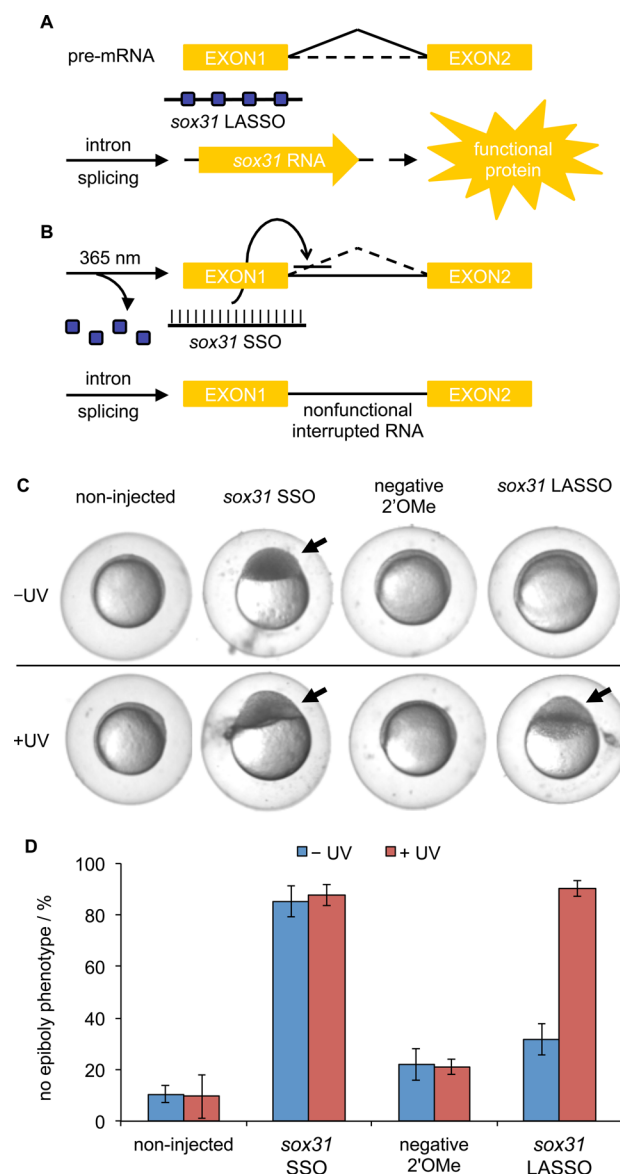 A
pre-mRNA EXON1 EXON2
sox31 LASSO
intron
splicing
sox31 RNA
functional
protein
B
365 nm
EXON1 EXON2
sox31 SSO
intron
splicing
EXON1 EXON2
nonfunctional
interrupted RNA
C
non-injected
sox31 SSO
negative
2'OMe
sox31 LASSO
−UV
+UV
D
− UV + UV
no epiboly phenotype / %
100
80
60
40
20
0
non-injected
sox31
SSO
negative
2'OMe
sox31
LASSO